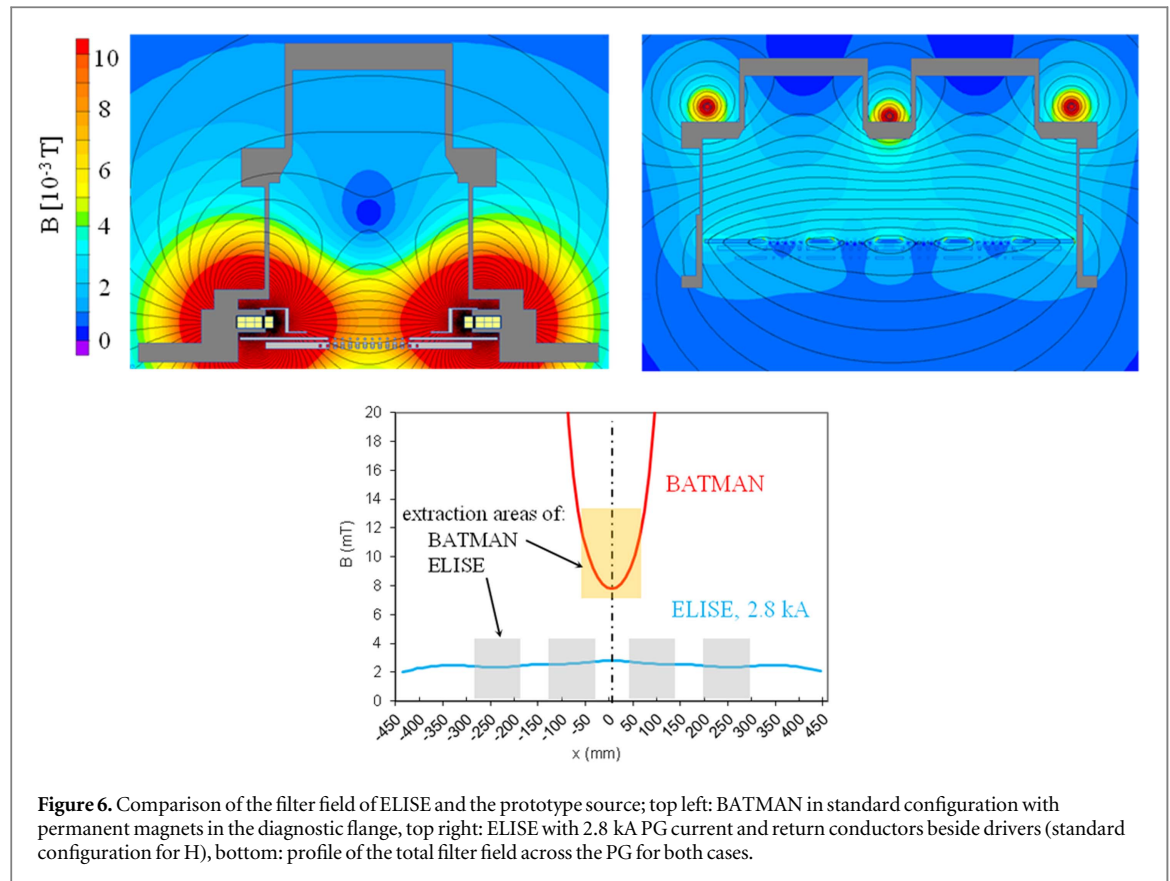 B [10⁻³T]
10
8
6
4
2
0
20
18
16
14
12
10
8
6
4
2
0
B (mT)
BATMAN
extraction areas of:
BATMAN
ELISE
ELISE, 2.8 kA
-450 -400 -350 -300 -250 -200 -150 -100 -50 0 50 100 150 200 250 300 350 400 450
x (mm)
Figure 6. Comparison of the filter field of ELISE and the prototype source; top left: BATMAN in standard configuration with
permanent magnets in the diagnostic flange, top right: ELISE with 2.8 kA PG current and return conductors beside drivers (standard
configuration for H), bottom: profile of the total filter field across the PG for both cases.